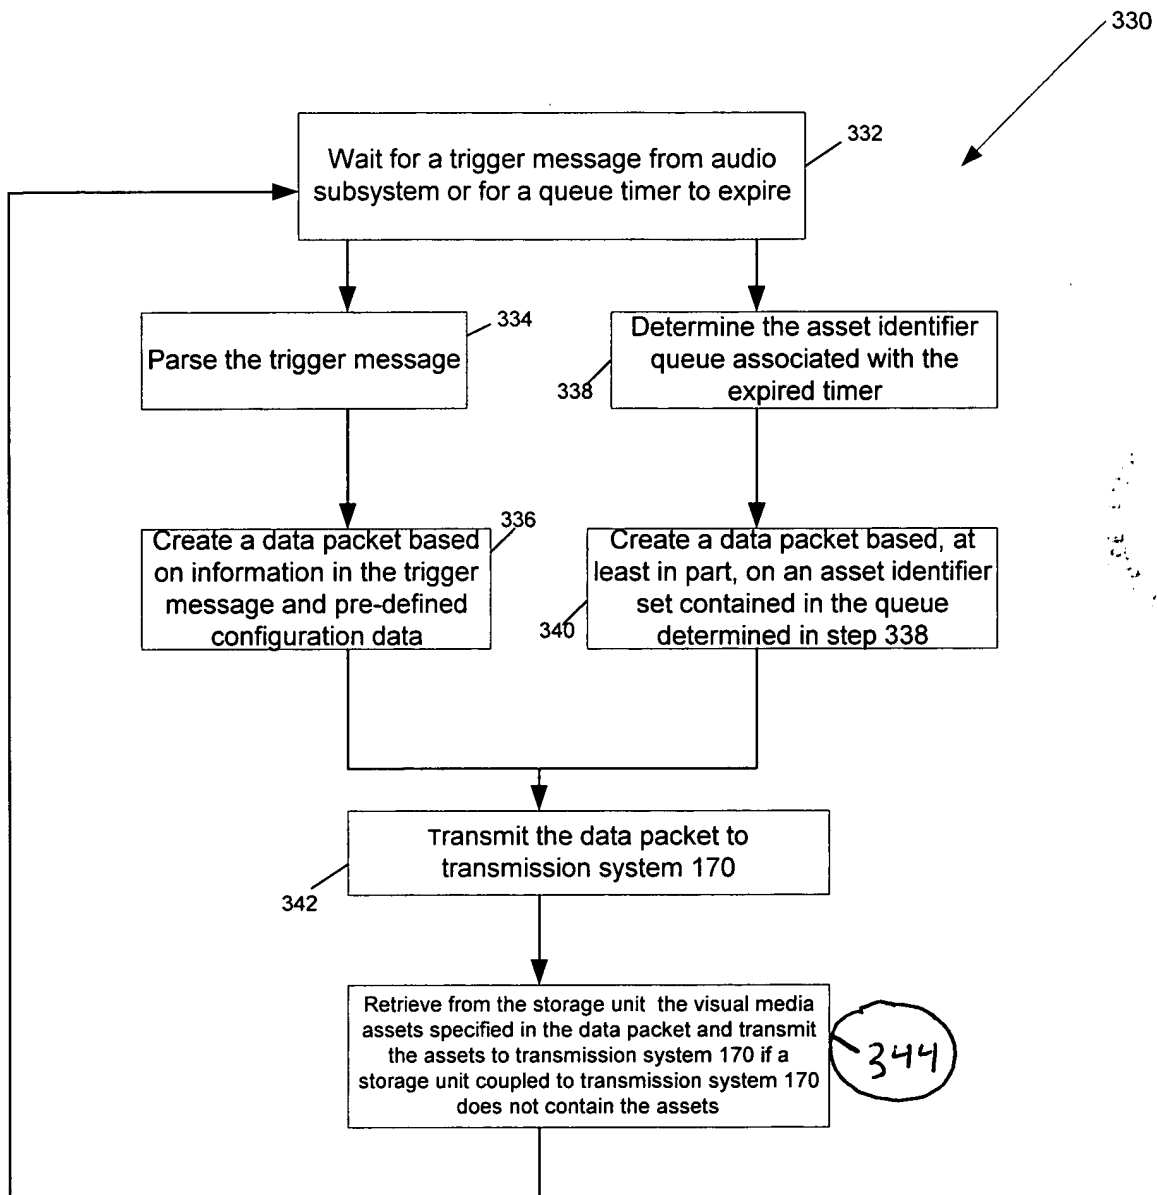 330
Wait for a trigger message from audio
subsystem or for a queue timer to expire
332
Parse the trigger message
334
Determine the asset identifier
queue associated with the
expired timer
338
Create a data packet based
on information in the trigger
message and pre-defined
configuration data
336
Create a data packet based, at
least in part, on an asset identifier
set contained in the queue
determined in step 338
340
Transmit the data packet to
transmission system 170
342
Retrieve from the storage unit the visual media
assets specified in the data packet and transmit
the assets to transmission system 170 if a
storage unit coupled to transmission system 170
does not contain the assets
344